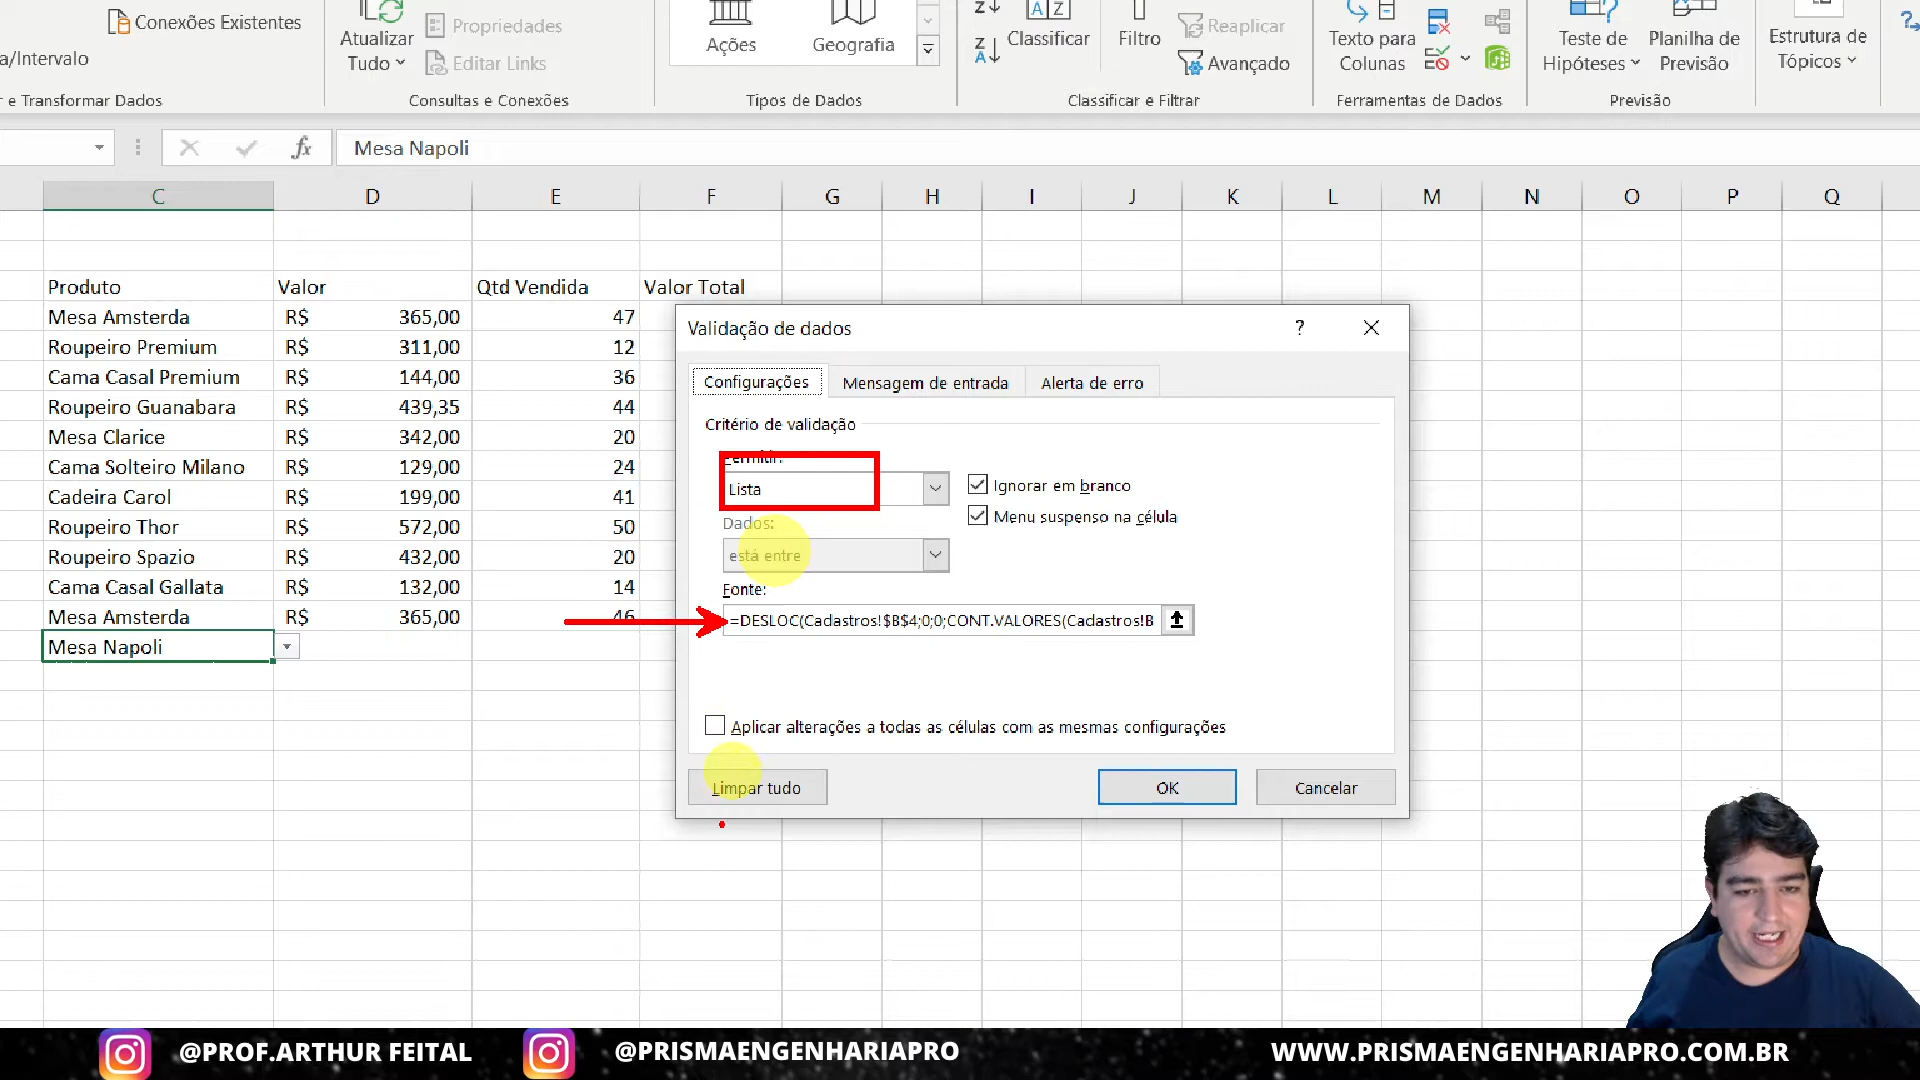 Conexões Existentes
a/Intervalo
r e Transformar Dados
Atualizar
Tudo
Propriedades
Editar Links
Consultas e Conexões
Ações
Geografia
Tipos de Dados
Classificar
Filtro
Reaplicar
Avançado
Classificar e Filtrar
Texto para
Colunas
Ferramentas de Dados
Teste de
Hipóteses
Planilha de
Previsão
Previsão
Estrutura de
Tópicos
fx
Mesa Napoli
C D E F G H I J K L M N O P Q
Produto Valor Qtd Vendida Valor Total
Mesa Amsterda R$ 365,00 47
Roupeiro Premium R$ 311,00 12
Cama Casal Premium R$ 144,00 36
Roupeiro Guanabara R$ 439,35 44
Mesa Clarice R$ 342,00 20
Cama Solteiro Milano R$ 129,00 24
Cadeira Carol R$ 199,00 41
Roupeiro Thor R$ 572,00 50
Roupeiro Spazio R$ 432,00 20
Cama Casal Gallata R$ 132,00 14
Mesa Amsterda R$ 365,00 46
Mesa Napoli
Validação de dados ?
Configurações Mensagem de entrada Alerta de erro
Critério de validação
Permitir:
Lista
Ignorar em branco
Menu suspenso na célula
Dados:
está entre
Fonte:
=DESLOC(Cadastros!$B$4;0;0;CONT.VALORES(Cadastros!B
Aplicar alterações a todas as células com as mesmas configurações
Limpar tudo OK Cancelar
@PROF.ARTHUR FEITAL @PRISMAENGENHARIAPRO WWW.PRISMAENGENHARIAPRO.COM.BR